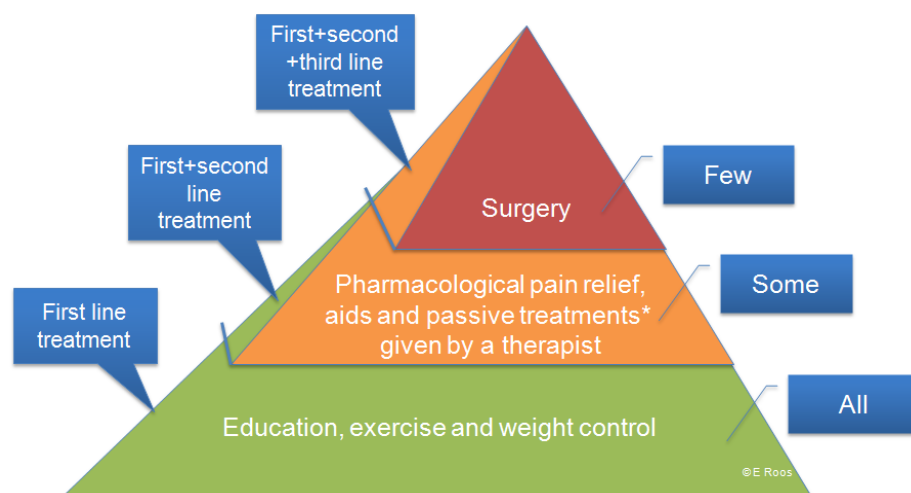 First+second
+third line
treatment
First+second
line
treatment
First line
treatment
Surgery
Few
Pharmacological pain relief,
aids and passive treatments*
given by a therapist
Some
Education, exercise and weight control
All
©E Roos